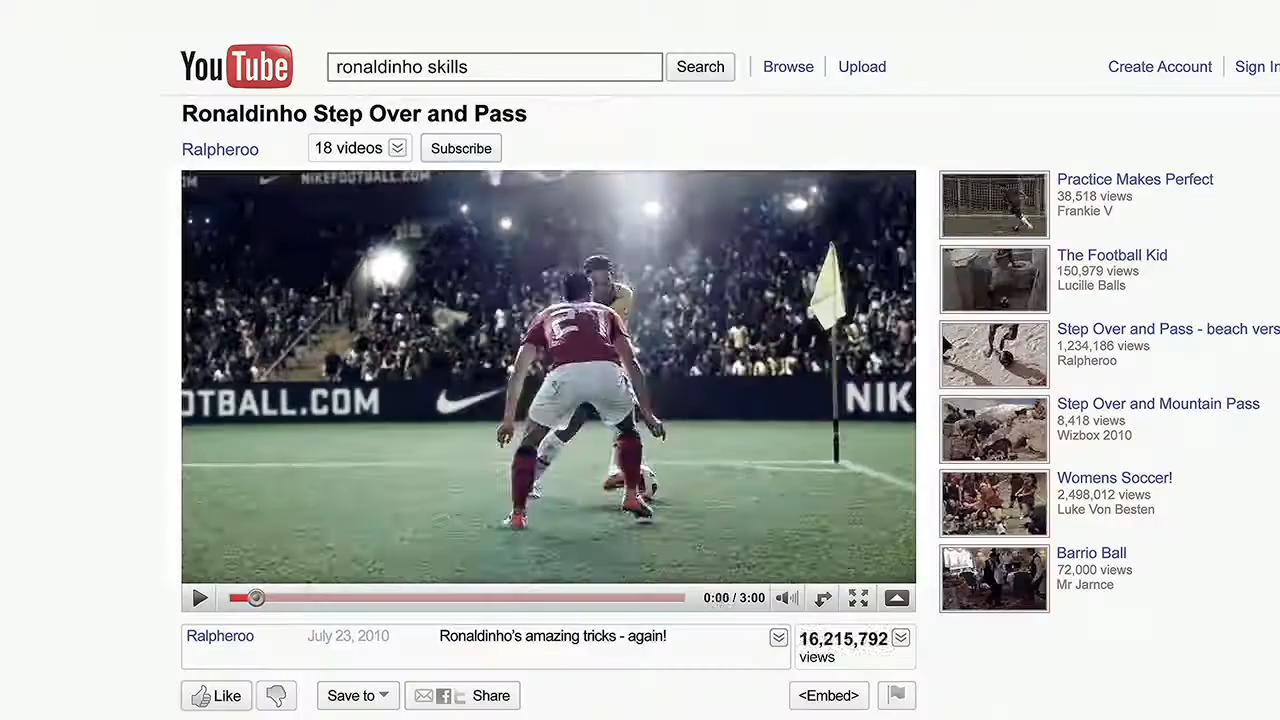 YouTube
ronaldinho skills
Search
Browse
Upload
Create Account
Sign In
Ronaldinho Step Over and Pass
Ralpheroo
18 videos
Subscribe
NIKEFOOTBALL.COM
21
OTBALL.COM
NIK
0:00 / 3:00
Practice Makes Perfect
38,518 views
Frankie V
The Football Kid
150,979 views
Lucille Balls
Step Over and Pass - beach vers
1,234,186 views
Ralpheroo
Step Over and Mountain Pass
8,418 views
Wizbox 2010
Womens Soccer!
2,498,012 views
Luke Von Besten
Barrio Ball
72,000 views
Mr Jarnce
Ralpheroo
July 23, 2010
Ronaldinho's amazing tricks - again!
16,215,792
views
Like
Save to
Share
<Embed>